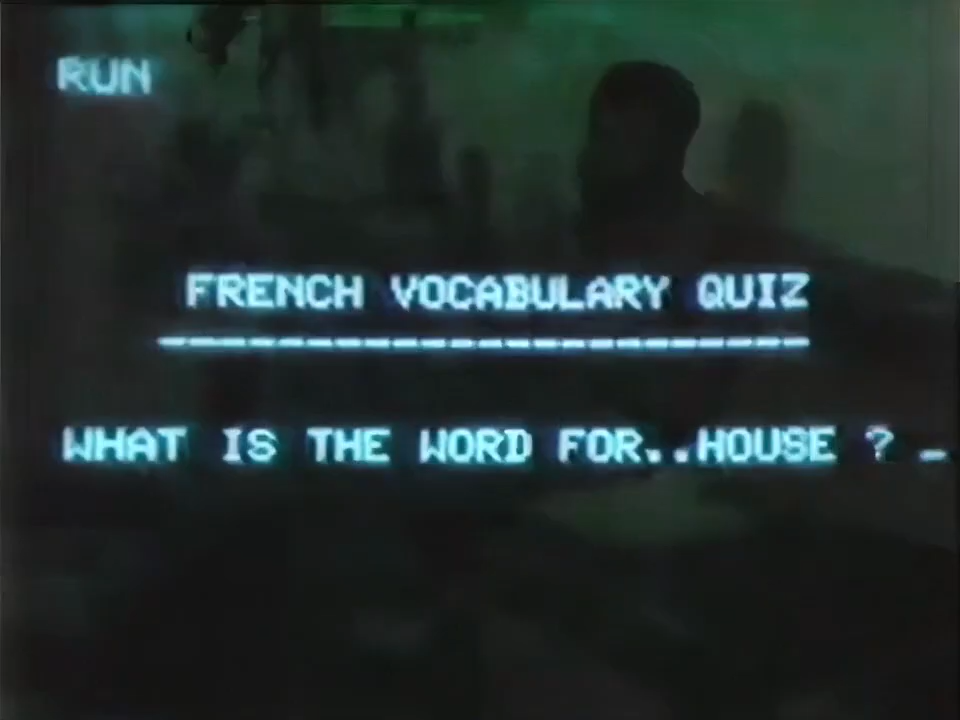 RUN
FRENCH VOCABULARY QUIZ
-----------------------
WHAT IS THE WORD FOR..HOUSE ? _